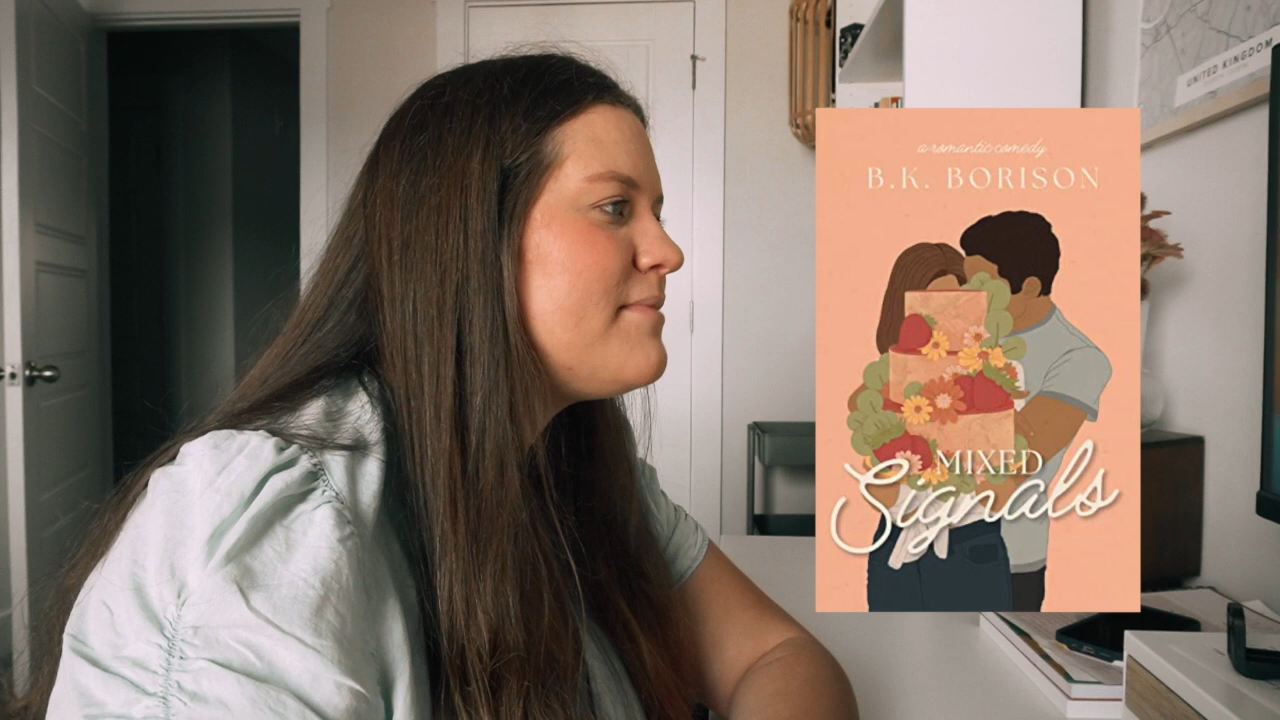 a romantic comedy
B.K. BORISON
MIXED
Signals
UNITED KINGDOM